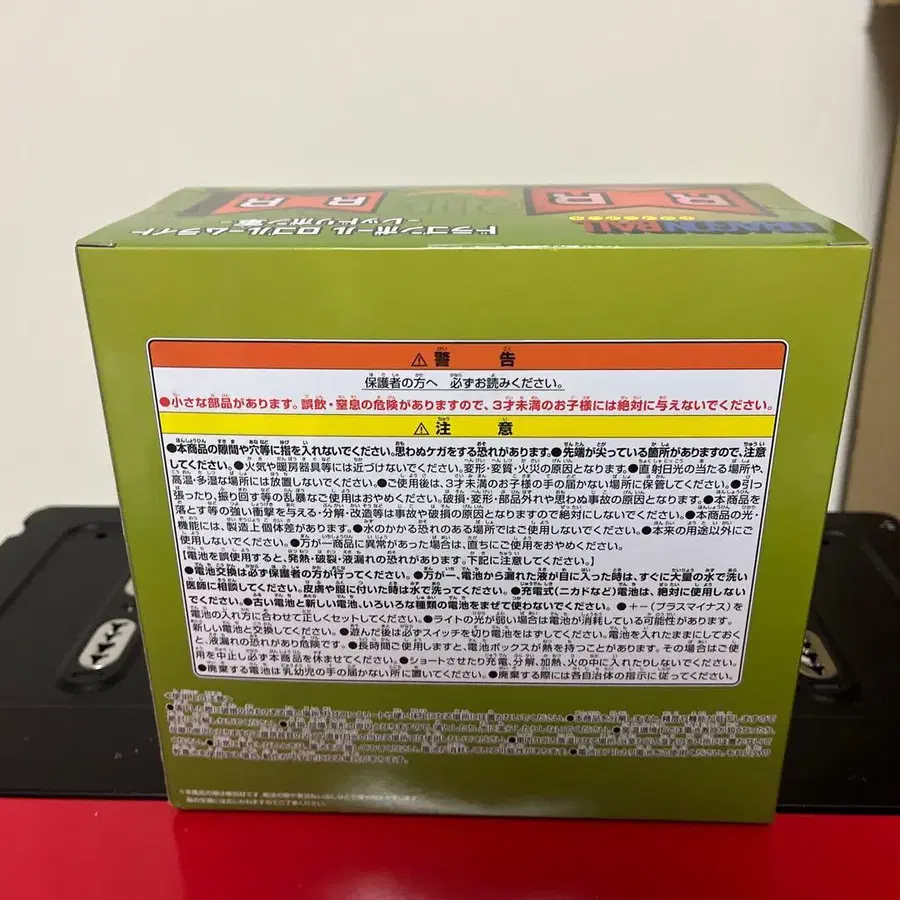 DRAGON BALL
ドラゴンボール ロゴルームライト
-レッドリボン軍-
R R
R R
⚠警 告
保護者の方へ 必ずお読みください。
●小さな部品があります。誤飲・窒息の危険がありますので、3才未満のお子様には絶対に与えないでください。
⚠注 意
●本商品の隙間や穴等に指を入れないでください。思わぬケガをする恐れがあります。●先端が尖っている箇所がありますので、注意
してください。●火気や暖房器具等には近づけないでください。変形・変質・火災の原因となります。●直射日光の当たる場所や、
高温・多湿な場所には放置しないでください。●ご使用後は、3才未満のお子様の手の届かない場所に保管してください。●引っ
張ったり、振り回す等の乱暴なご使用はおやめください。破損・変形・部品外れや思わぬ事故の原因となります。●本商品を
落とす等の強い衝撃を与える・分解・改造等は事故や破損の原因となりますので絶対にしないでください。●本商品の光・
機能には、製造上個体差があります。●水のかかる恐れのある場所ではご使用しないでください。●本来の用途以外にご
使用しないでください。●万が一商品に異常があった場合は、直ちにご使用をおやめください。
【電池を誤使用すると、発熱・破裂・液漏れの恐れがあります。下記に注意してください。】
●電池交換は必ず保護者の方が行ってください。●万が一、電池から漏れた液が目に入った時は、すぐに大量の水で洗い
医師に相談してください。皮膚や服に付いた時は水で洗ってください。●充電式(ニカドなど)電池は、絶対に使用しない
でください。●古い電池と新しい電池、いろいろな種類の電池をまぜて使わないでください。●+-(プラスマイナス)を
電池の入れ方に合わせて正しくセットしてください。●ライトの光が弱い場合は電池が消耗している可能性があります。
新しい電池と交換してください。●遊んだ後は必ずスイッチを切り電池をはずしてください。電池を入れたままにしておく
と、液漏れの恐れがあり危険です。●長時間ご使用しますと、電池ボックスが熱を持つことがあります。その場合はご使
用を中止し必ず本商品を休ませてください。●ショートさせたり充電、分解、加熱、火の中に入れたりしないでください。
●廃棄する電池は乳幼児の手の届かない所に置いてください。●廃棄する際には各自治体の指示に従ってください。